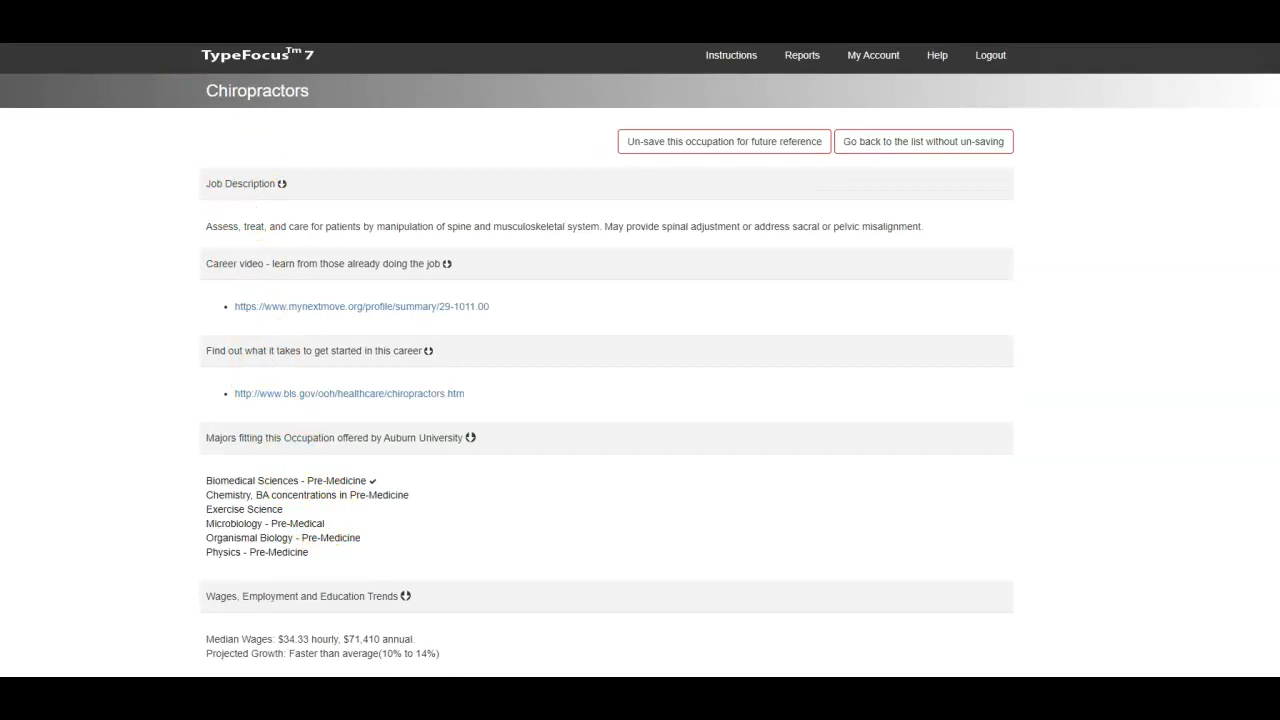 TypeFocus™ 7
Instructions Reports My Account Help Logout
Chiropractors
Un-save this occupation for future reference Go back to the list without un-saving
Job Description
Assess, treat, and care for patients by manipulation of spine and musculoskeletal system. May provide spinal adjustment or address sacral or pelvic misalignment.
Career video - learn from those already doing the job
• https://www.mynextmove.org/profile/summary/29-1011.00
Find out what it takes to get started in this career
• http://www.bls.gov/ooh/healthcare/chiropractors.htm
Majors fitting this Occupation offered by Auburn University
Biomedical Sciences - Pre-Medicine ✔
Chemistry, BA concentrations in Pre-Medicine
Exercise Science
Microbiology - Pre-Medical
Organismal Biology - Pre-Medicine
Physics - Pre-Medicine
Wages, Employment and Education Trends
Median Wages: $34.33 hourly, $71,410 annual.
Projected Growth: Faster than average(10% to 14%)